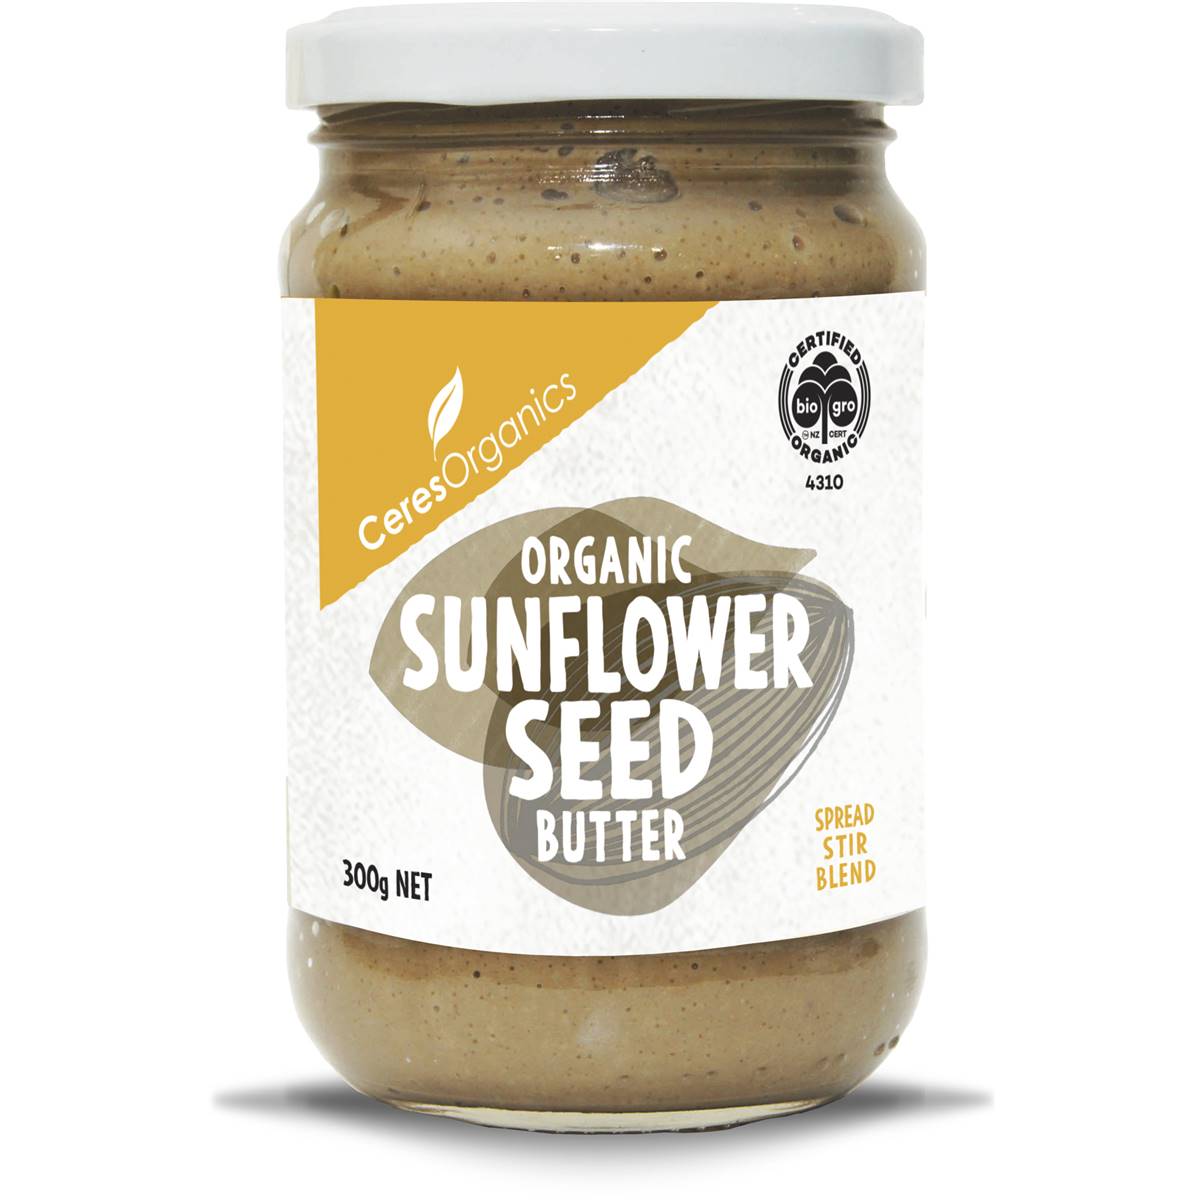 CeresOrganics
CERTIFIED
bio gro
NZ CERT
ORGANIC
4310
ORGANIC
SUNFLOWER
SEED
BUTTER
300g NET
SPREAD
STIR
BLEND